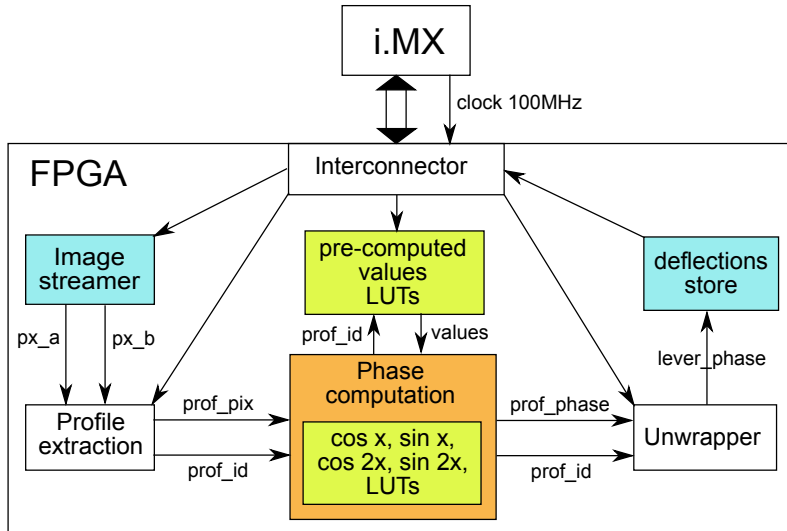 i.MX
clock 100MHz
Interconnector
FPGA
Image
streamer
pre-computed
values
LUTs
deflections
store
px_a
px_b
prof_id
values
lever_phase
Phase
computation
Profile
extraction
prof_pix
prof_id
cos x, sin x,
cos 2x, sin 2x,
LUTs
prof_phase
prof_id
Unwrapper